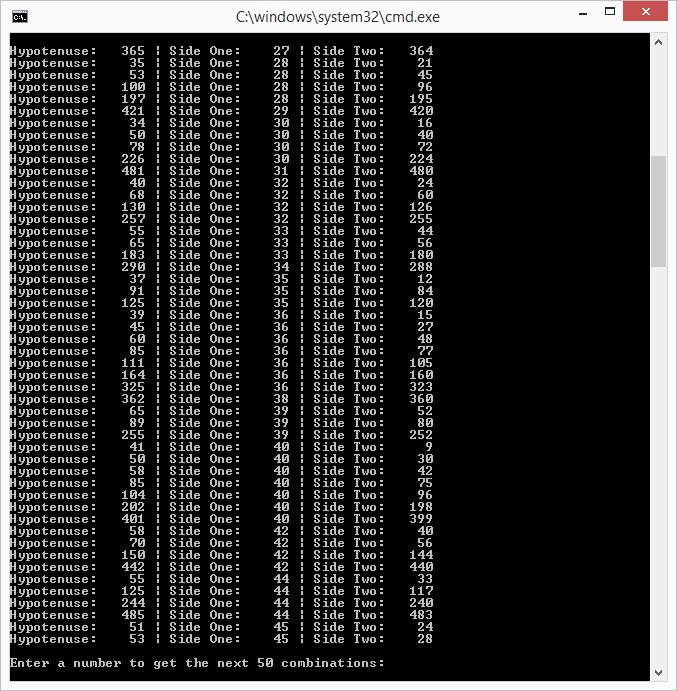 C:\windows\system32\cmd.exe
Hypotenuse:   365 ¦ Side One:    27 ¦ Side Two:   364
Hypotenuse:    35 ¦ Side One:    28 ¦ Side Two:    21
Hypotenuse:    53 ¦ Side One:    28 ¦ Side Two:    45
Hypotenuse:   100 ¦ Side One:    28 ¦ Side Two:    96
Hypotenuse:   197 ¦ Side One:    28 ¦ Side Two:   195
Hypotenuse:   421 ¦ Side One:    29 ¦ Side Two:   420
Hypotenuse:    34 ¦ Side One:    30 ¦ Side Two:    16
Hypotenuse:    50 ¦ Side One:    30 ¦ Side Two:    40
Hypotenuse:    78 ¦ Side One:    30 ¦ Side Two:    72
Hypotenuse:   226 ¦ Side One:    30 ¦ Side Two:   224
Hypotenuse:   481 ¦ Side One:    31 ¦ Side Two:   480
Hypotenuse:    40 ¦ Side One:    32 ¦ Side Two:    24
Hypotenuse:    68 ¦ Side One:    32 ¦ Side Two:    60
Hypotenuse:   130 ¦ Side One:    32 ¦ Side Two:   126
Hypotenuse:   257 ¦ Side One:    32 ¦ Side Two:   255
Hypotenuse:    55 ¦ Side One:    33 ¦ Side Two:    44
Hypotenuse:    65 ¦ Side One:    33 ¦ Side Two:    56
Hypotenuse:   183 ¦ Side One:    33 ¦ Side Two:   180
Hypotenuse:   290 ¦ Side One:    34 ¦ Side Two:   288
Hypotenuse:    37 ¦ Side One:    35 ¦ Side Two:    12
Hypotenuse:    91 ¦ Side One:    35 ¦ Side Two:    84
Hypotenuse:   125 ¦ Side One:    35 ¦ Side Two:   120
Hypotenuse:    39 ¦ Side One:    36 ¦ Side Two:    15
Hypotenuse:    45 ¦ Side One:    36 ¦ Side Two:    27
Hypotenuse:    60 ¦ Side One:    36 ¦ Side Two:    48
Hypotenuse:    85 ¦ Side One:    36 ¦ Side Two:    77
Hypotenuse:   111 ¦ Side One:    36 ¦ Side Two:   105
Hypotenuse:   164 ¦ Side One:    36 ¦ Side Two:   160
Hypotenuse:   325 ¦ Side One:    36 ¦ Side Two:   323
Hypotenuse:   362 ¦ Side One:    38 ¦ Side Two:   360
Hypotenuse:    65 ¦ Side One:    39 ¦ Side Two:    52
Hypotenuse:    89 ¦ Side One:    39 ¦ Side Two:    80
Hypotenuse:   255 ¦ Side One:    39 ¦ Side Two:   252
Hypotenuse:    41 ¦ Side One:    40 ¦ Side Two:     9
Hypotenuse:    50 ¦ Side One:    40 ¦ Side Two:    30
Hypotenuse:    58 ¦ Side One:    40 ¦ Side Two:    42
Hypotenuse:    85 ¦ Side One:    40 ¦ Side Two:    75
Hypotenuse:   104 ¦ Side One:    40 ¦ Side Two:    96
Hypotenuse:   202 ¦ Side One:    40 ¦ Side Two:   198
Hypotenuse:   401 ¦ Side One:    40 ¦ Side Two:   399
Hypotenuse:    58 ¦ Side One:    42 ¦ Side Two:    40
Hypotenuse:    70 ¦ Side One:    42 ¦ Side Two:    56
Hypotenuse:   150 ¦ Side One:    42 ¦ Side Two:   144
Hypotenuse:   442 ¦ Side One:    42 ¦ Side Two:   440
Hypotenuse:    55 ¦ Side One:    44 ¦ Side Two:    33
Hypotenuse:   125 ¦ Side One:    44 ¦ Side Two:   117
Hypotenuse:   244 ¦ Side One:    44 ¦ Side Two:   240
Hypotenuse:   485 ¦ Side One:    44 ¦ Side Two:   483
Hypotenuse:    51 ¦ Side One:    45 ¦ Side Two:    24
Hypotenuse:    53 ¦ Side One:    45 ¦ Side Two:    28
Enter a number to get the next 50 combinations: